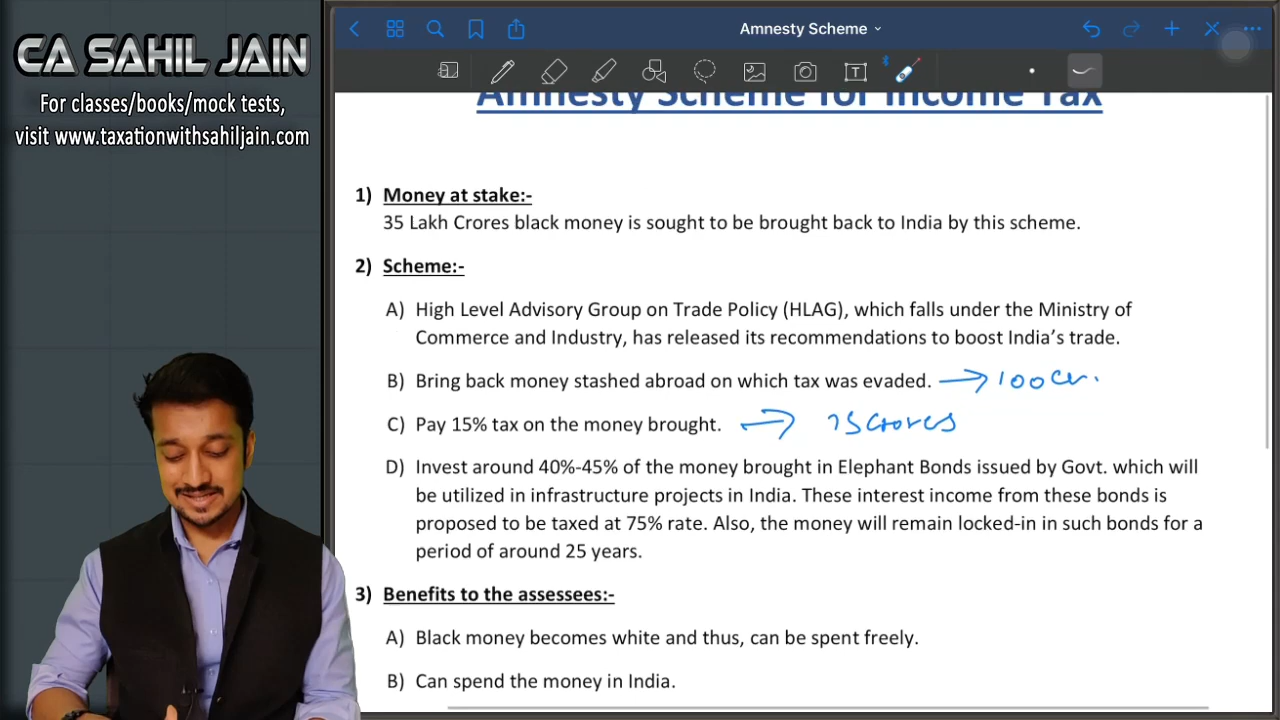 CA SAHIL JAIN
For classes/books/mock tests,
visit www.taxationwithsahiljain.com
Amnesty Scheme
T
Amnesty Scheme for Income Tax
1) Money at stake:-
35 Lakh Crores black money is sought to be brought back to India by this scheme.
2) Scheme:-
A) High Level Advisory Group on Trade Policy (HLAG), which falls under the Ministry of
Commerce and Industry, has released its recommendations to boost India's trade.
B) Bring back money stashed abroad on which tax was evaded. → 100 Cr.
C) Pay 15% tax on the money brought. → 15 Crores
D) Invest around 40%-45% of the money brought in Elephant Bonds issued by Govt. which will
be utilized in infrastructure projects in India. These interest income from these bonds is
proposed to be taxed at 75% rate. Also, the money will remain locked-in in such bonds for a
period of around 25 years.
3) Benefits to the assessees:-
A) Black money becomes white and thus, can be spent freely.
B) Can spend the money in India.